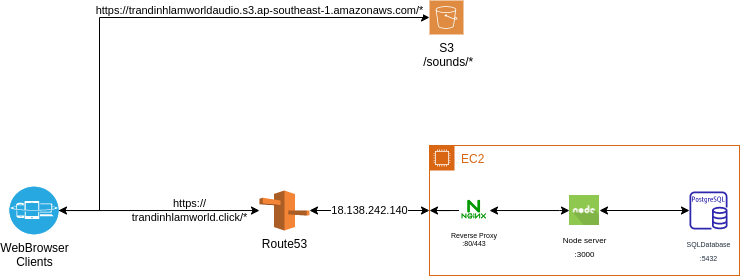 https://trandinhlamworldaudio.s3.ap-southeast-1.amazonaws.com/*
S3
/sounds/*
EC2
https://
trandinhlamworld.click/*
18.138.242.140
NGINX
node
PostgreSQL
WebBrowser
Clients
Route53
Reverse Proxy
:80/443
Node server
:3000
SQLDatabase
:5432